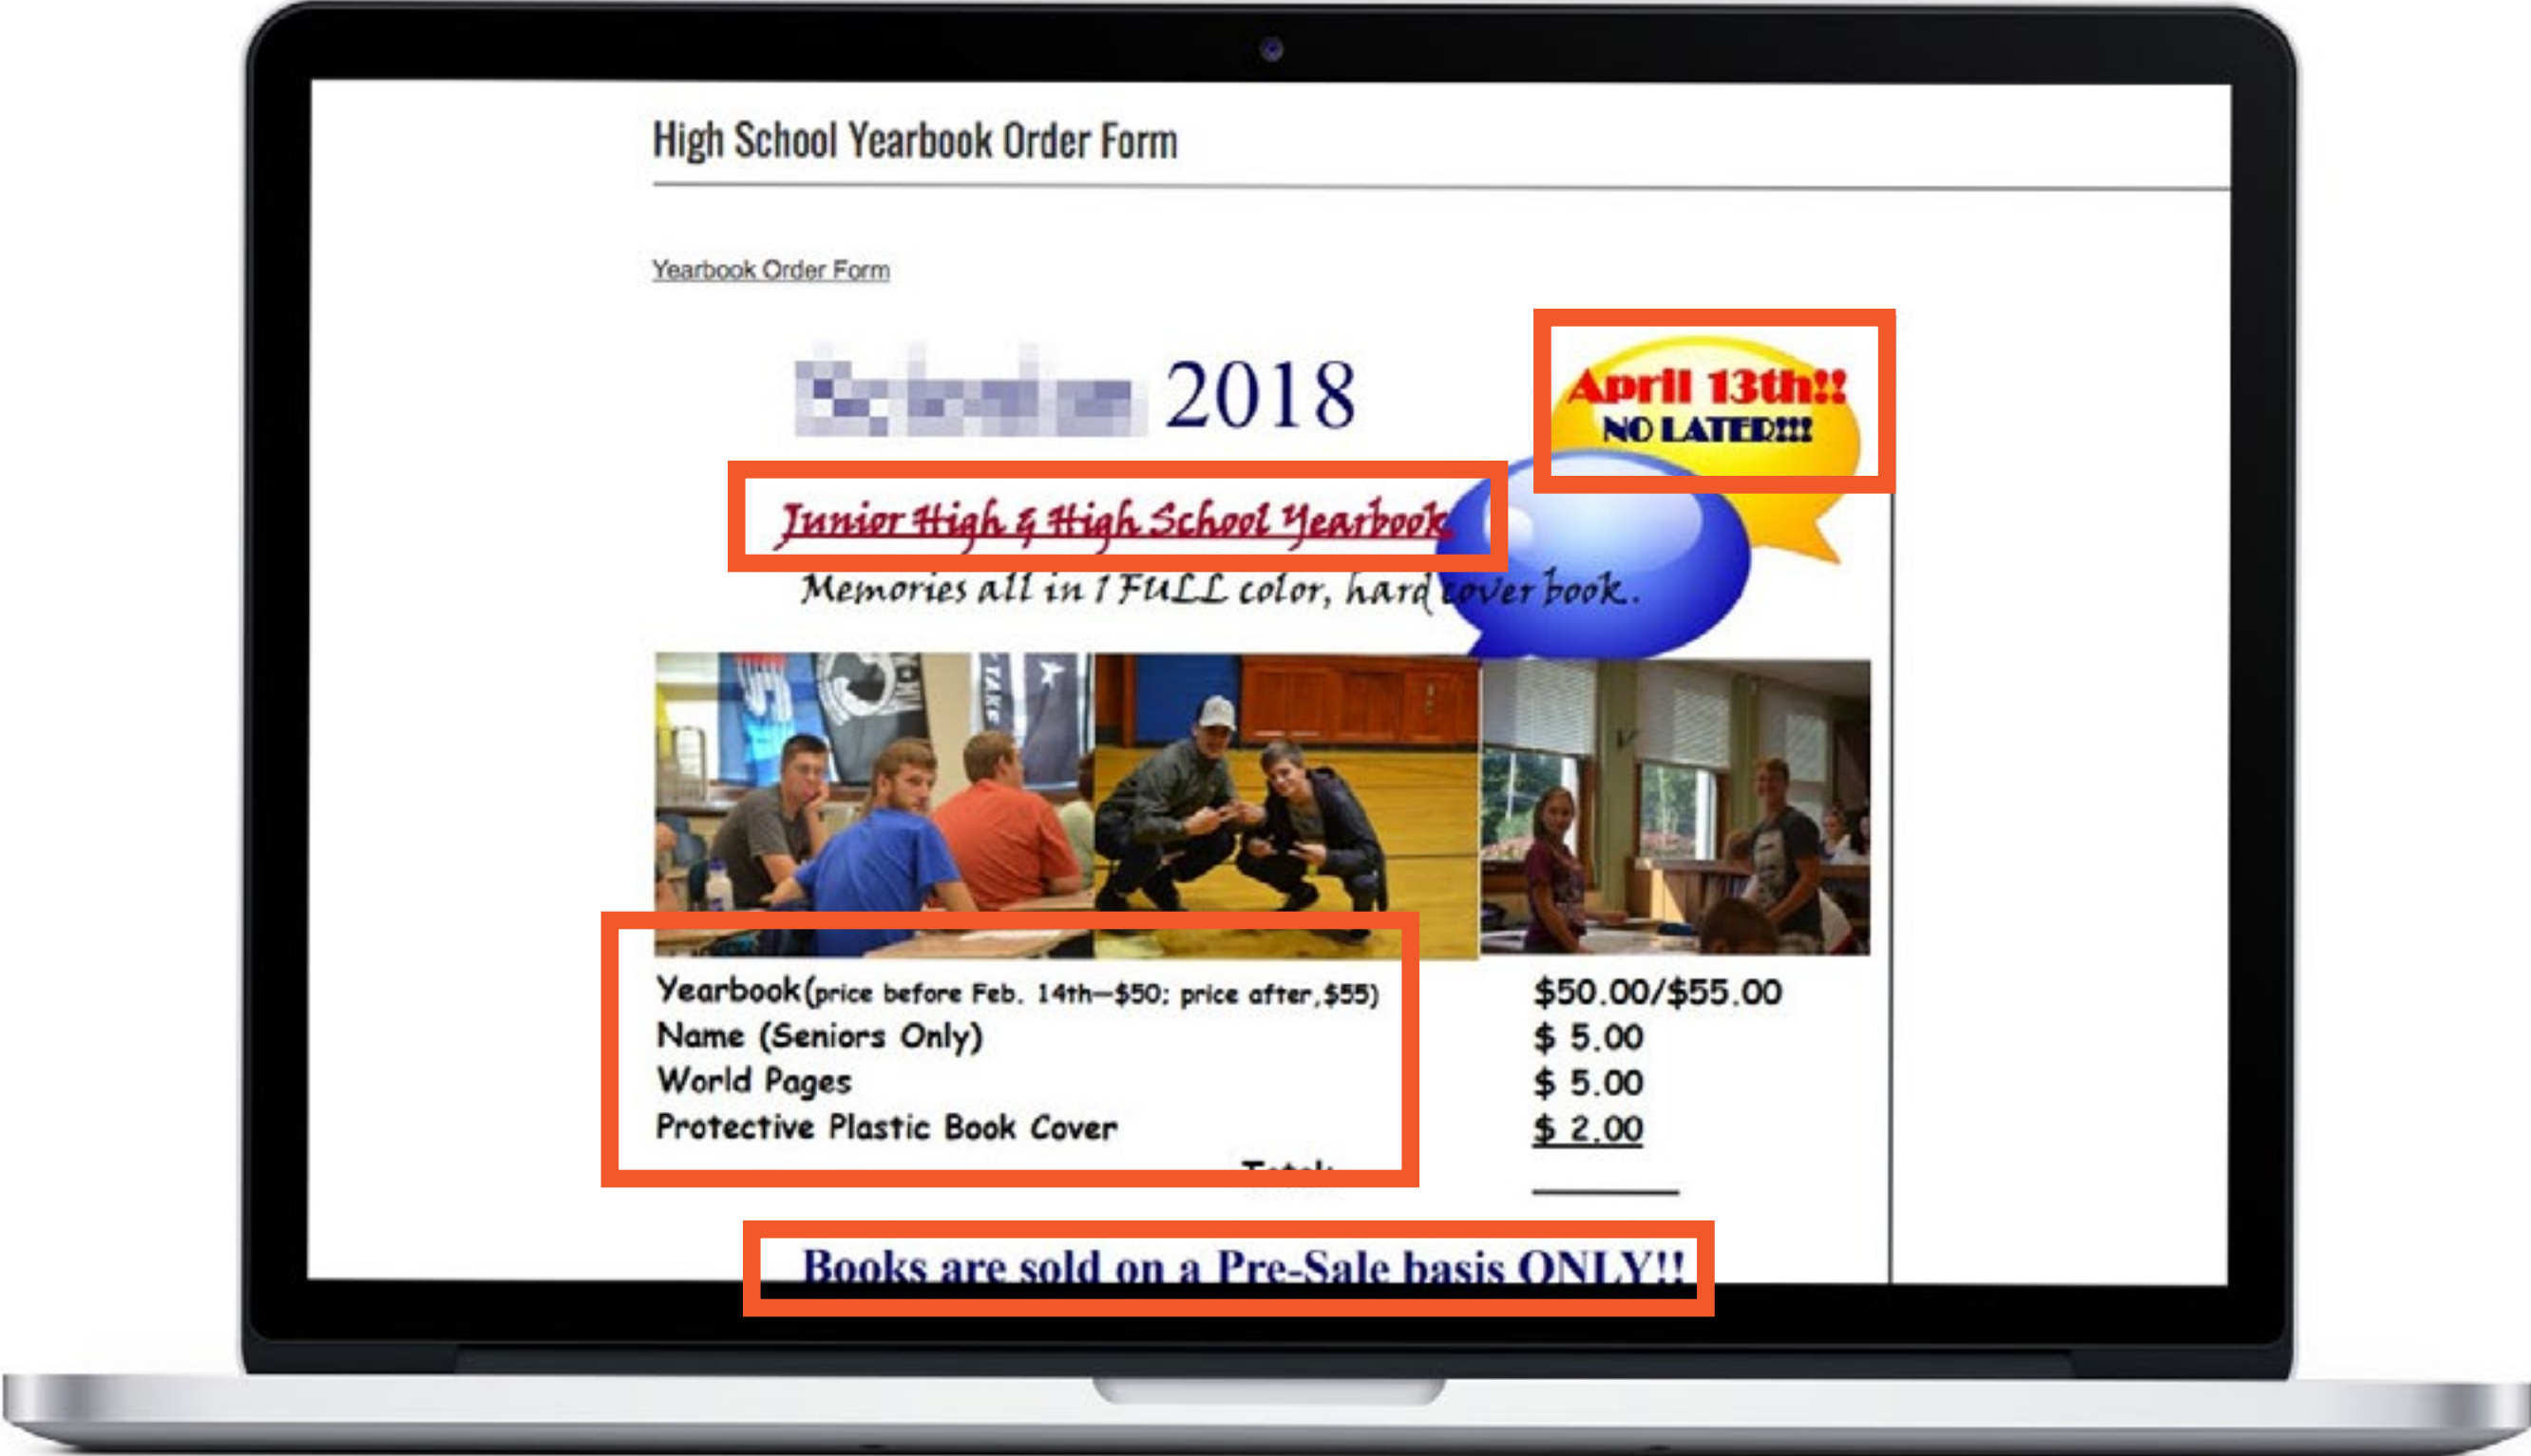 High School Yearbook Order Form
Yearbook Order Form
2018
April 13th!!
NO LATER!!!
Junior High & High School Yearbook
Memories all in 1 FULL color, hard cover book.
Yearbook(price before Feb. 14th—$50; price after,$55) $50.00/$55.00
Name (Seniors Only) $ 5.00
World Pages $ 5.00
Protective Plastic Book Cover $ 2.00
Books are sold on a Pre-Sale basis ONLY!!